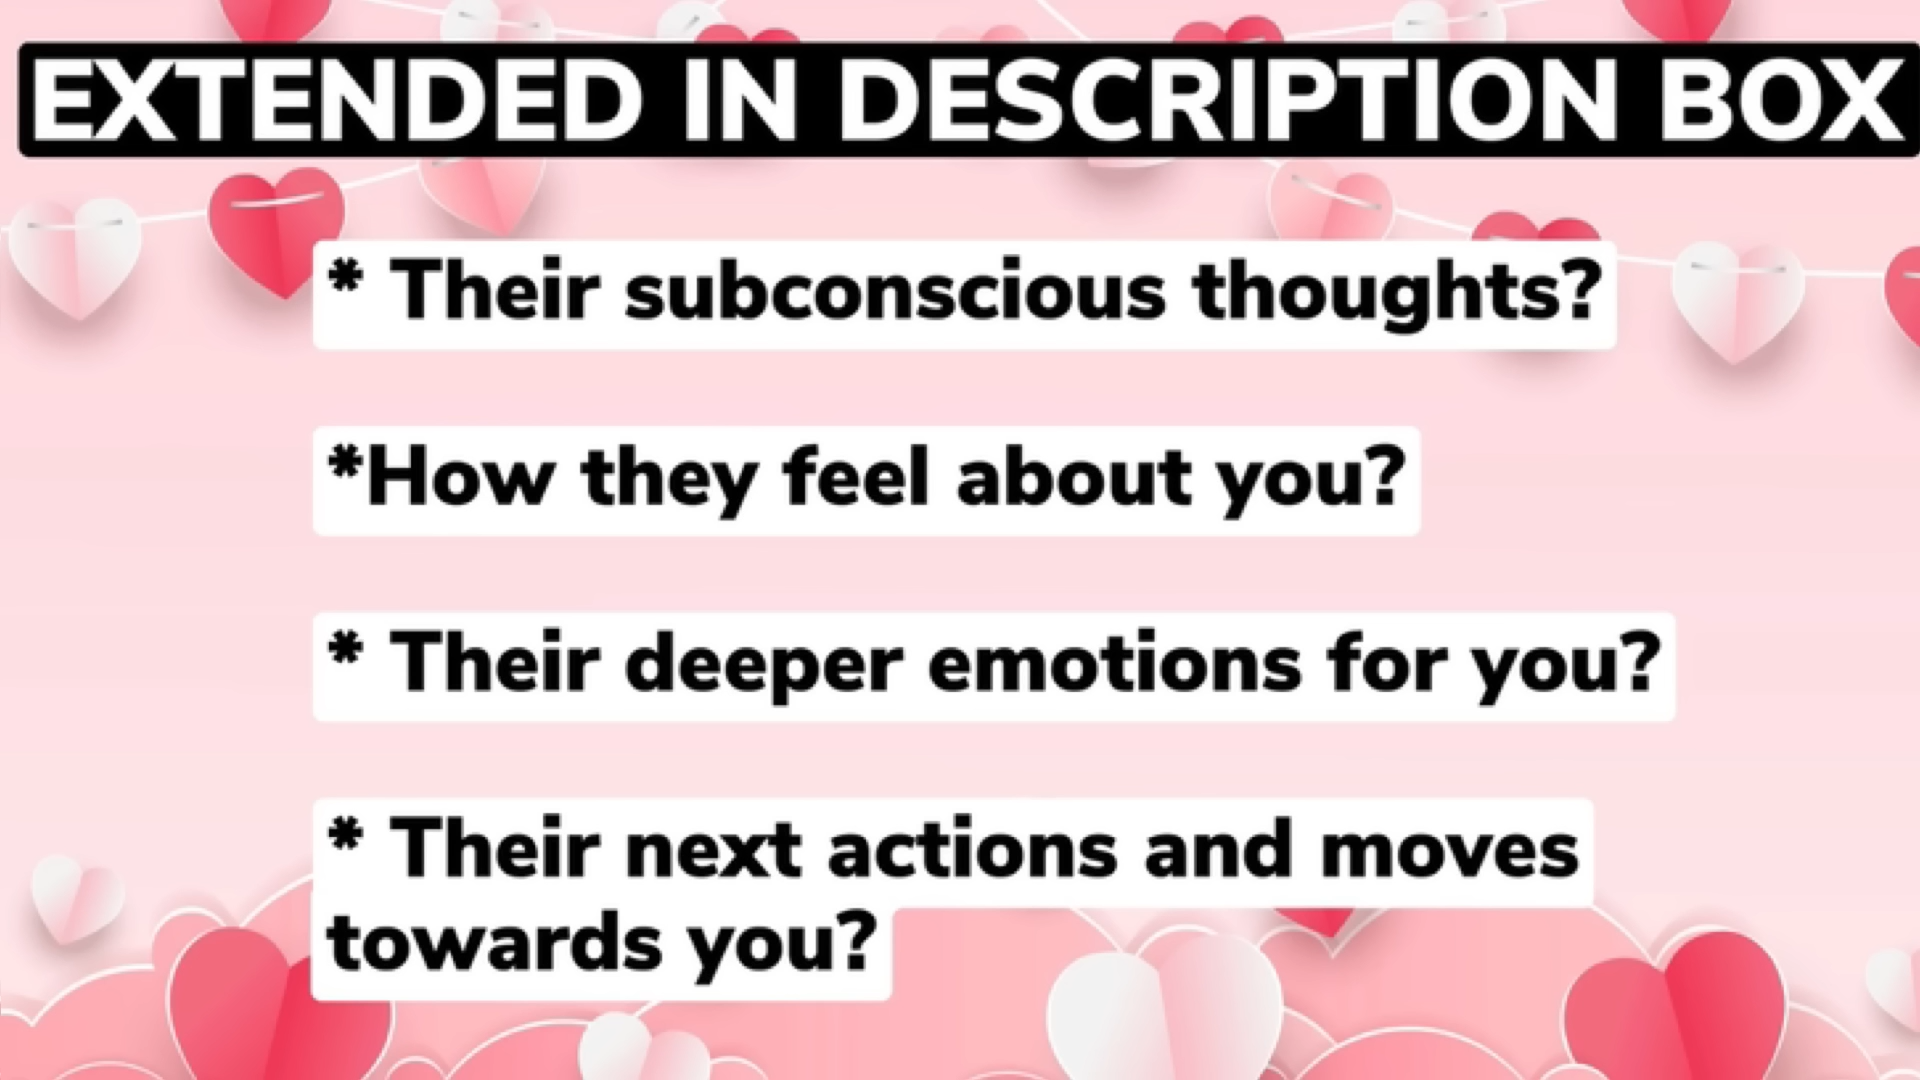 EXTENDED IN DESCRIPTION BOX
* Their subconscious thoughts?
*How they feel about you?
* Their deeper emotions for you?
* Their next actions and moves
towards you?